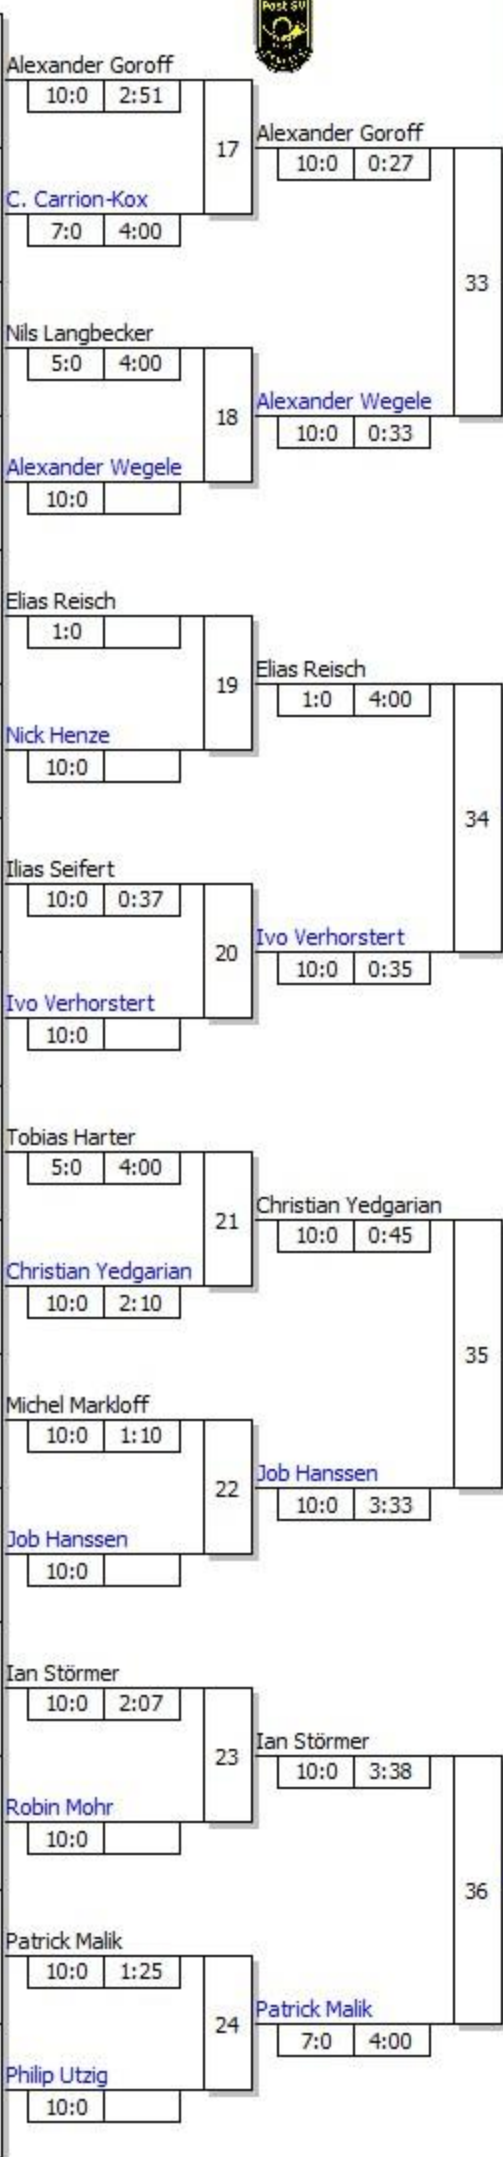 Post SV
Alexander Goroff
10:0 2:51
17
Alexander Goroff
10:0 0:27
C. Carrion-Kox
7:0 4:00
33
Nils Langbecker
5:0 4:00
18
Alexander Wegele
10:0 0:33
Alexander Wegele
10:0
Elias Reisch
1:0
19
Elias Reisch
1:0 4:00
Nick Henze
10:0
34
Ilias Seifert
10:0 0:37
20
Ivo Verhorstert
10:0 0:35
Ivo Verhorstert
10:0
Tobias Harter
5:0 4:00
21
Christian Yedgarian
10:0 0:45
Christian Yedgarian
10:0 2:10
35
Michel Markloff
10:0 1:10
22
Job Hanssen
10:0 3:33
Job Hanssen
10:0
Ian Störmer
10:0 2:07
23
Ian Störmer
10:0 3:38
Robin Mohr
10:0
36
Patrick Malik
10:0 1:25
24
Patrick Malik
7:0 4:00
Philip Utzig
10:0